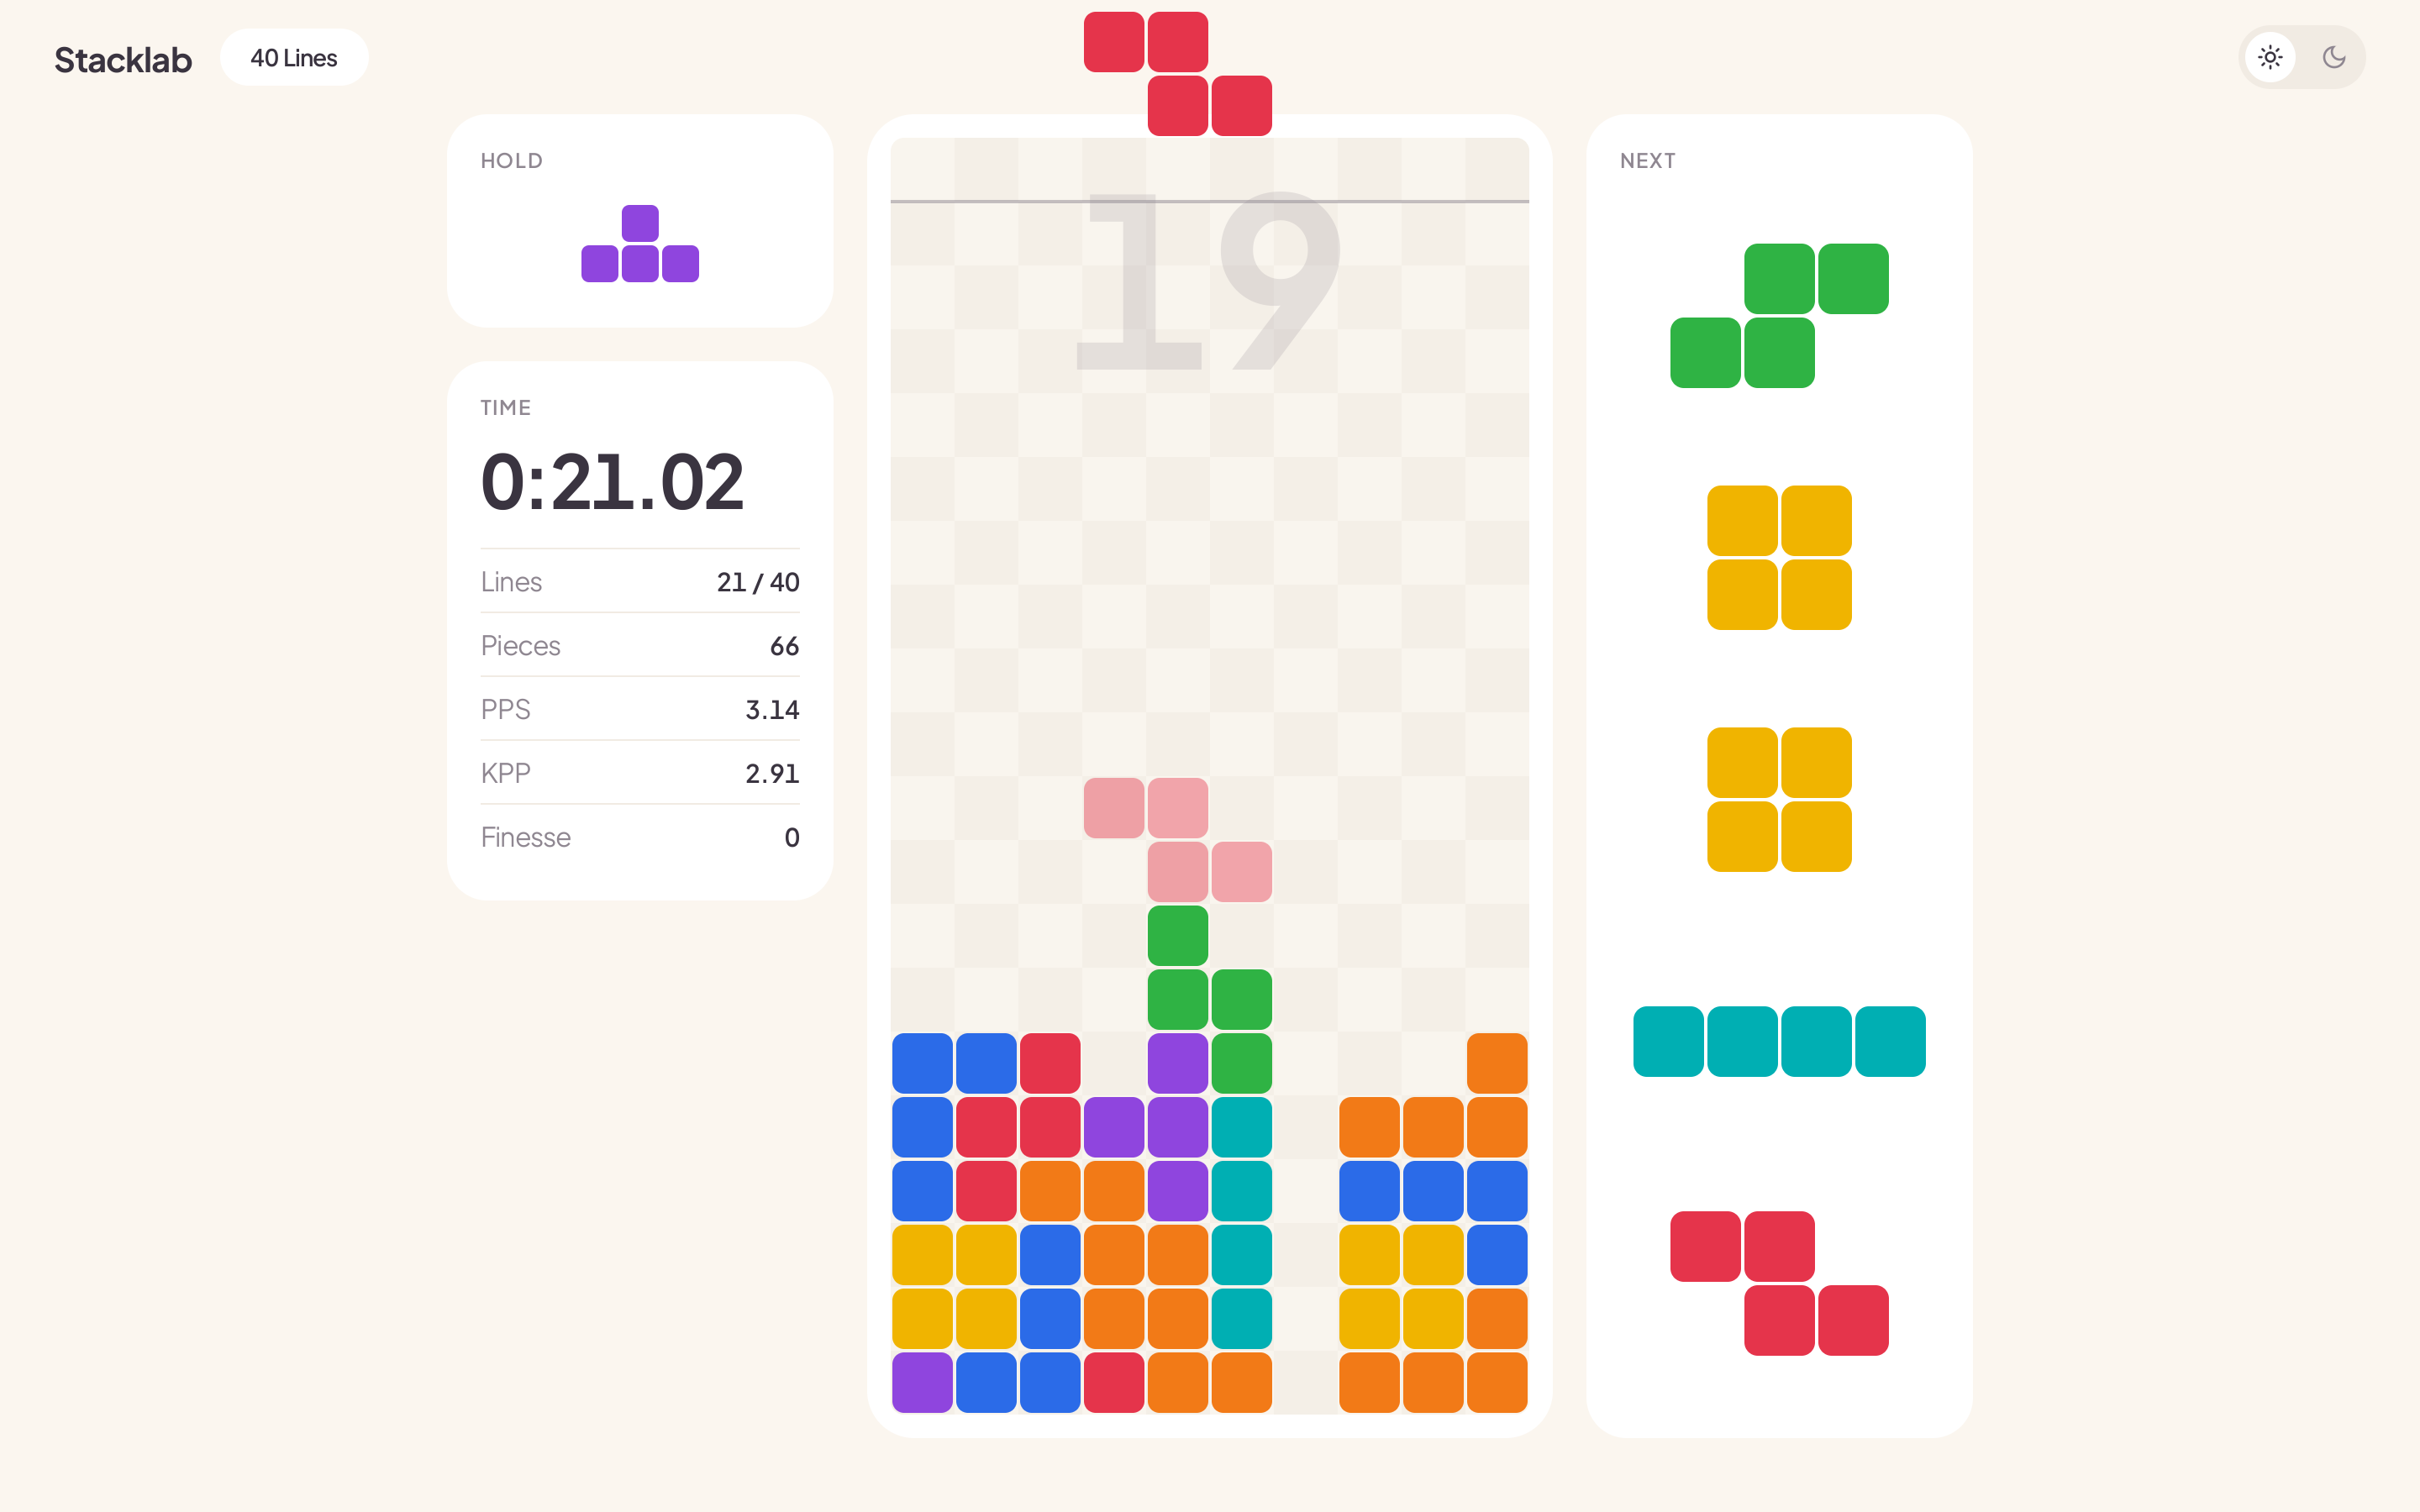 Stacklab
40 Lines
HOLD
TIME
0:21.02
Lines 21 / 40
Pieces 66
PPS 3.14
KPP 2.91
Finesse 0
19
NEXT